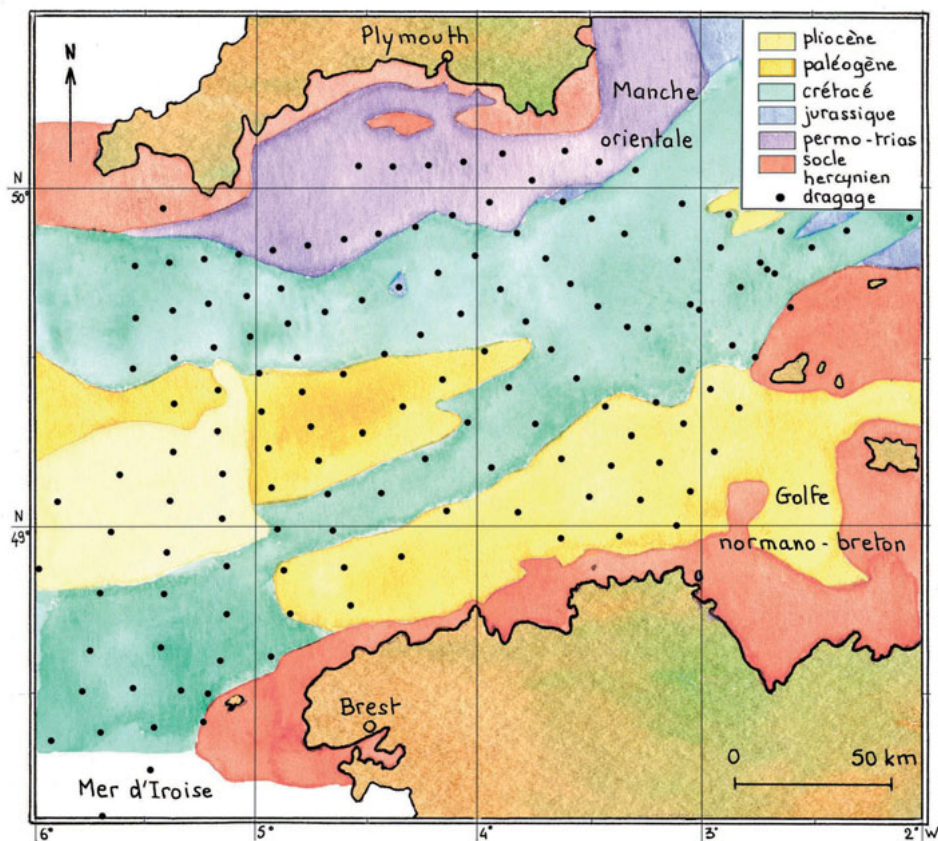 Plymouth
N
Manche
orientale
pliocène
paléogène
crétacé
jurassique
permo-trias
socle
hercynien
dragage
N
50°
N
49°
Golfe
normano-breton
Brest
0 50 km
Mer d'Iroise
6° 5° 4° 3° 2° W